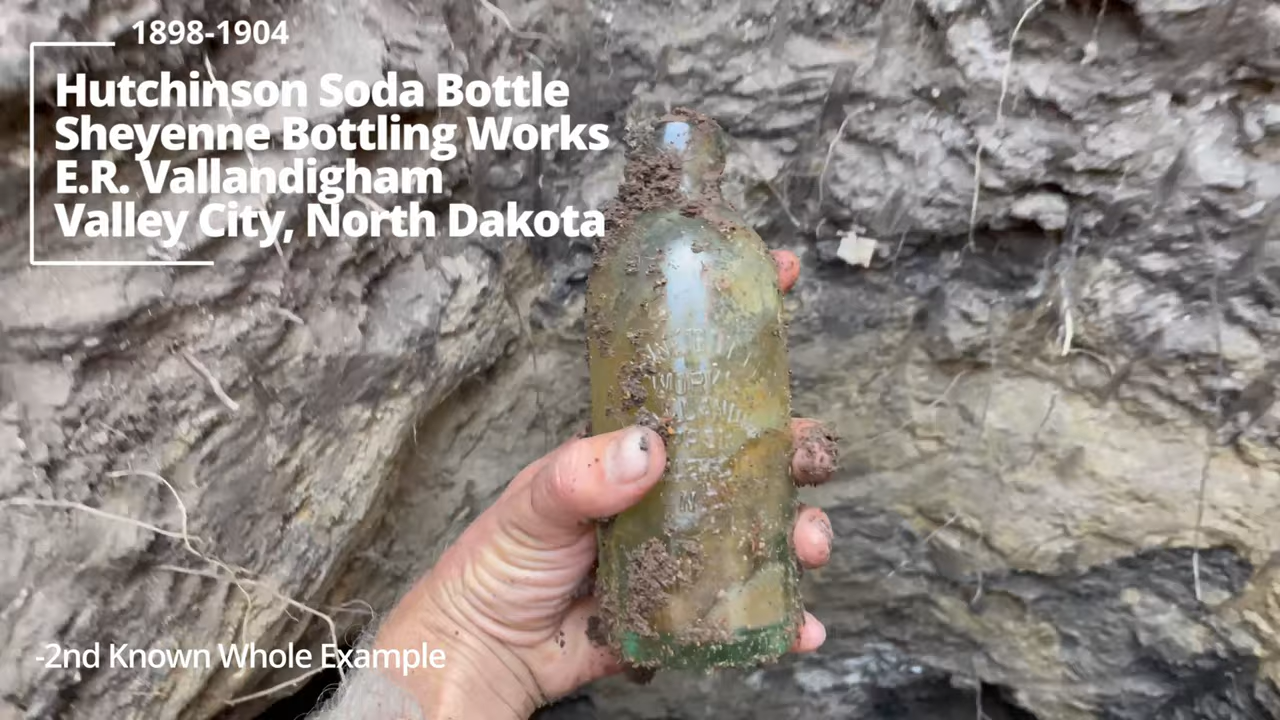 1898-1904
Hutchinson Soda Bottle
Sheyenne Bottling Works
E.R. Vallandigham
Valley City, North Dakota
-2nd Known Whole Example